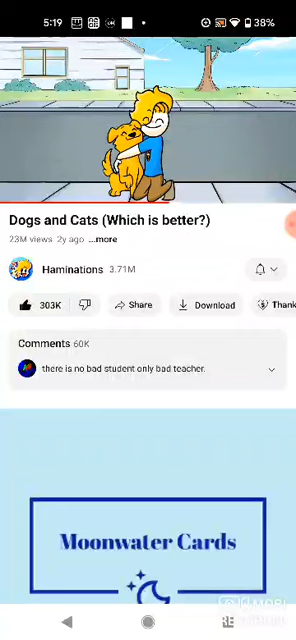 5:19
38%
Dogs and Cats (Which is better?)
23M views 2y ago ...more
Haminations 3.71M
303K Share Download Thank
Comments 60K
there is no bad student only bad teacher.
Moonwater Cards